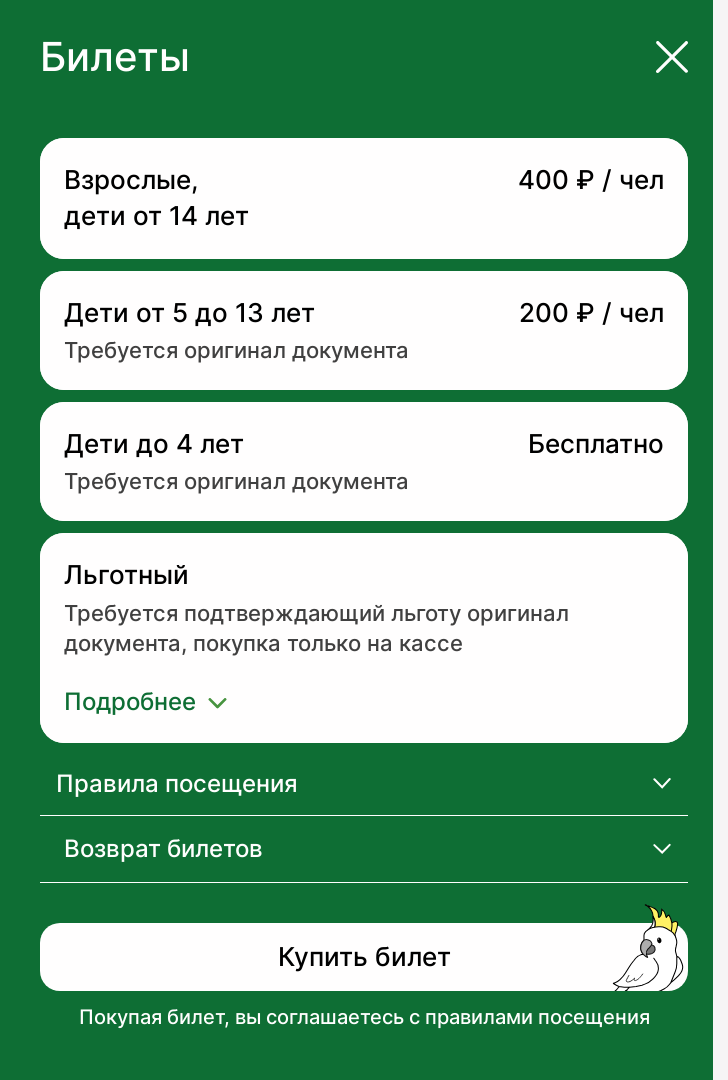 Билеты
Взрослые,
дети от 14 лет
400 ₽ / чел
Дети от 5 до 13 лет
200 ₽ / чел
Требуется оригинал документа
Дети до 4 лет
Бесплатно
Требуется оригинал документа
Льготный
Требуется подтверждающий льготу оригинал
документа, покупка только на кассе
Подробнее
Правила посещения
Возврат билетов
Купить билет
Покупая билет, вы соглашаетесь с правилами посещения